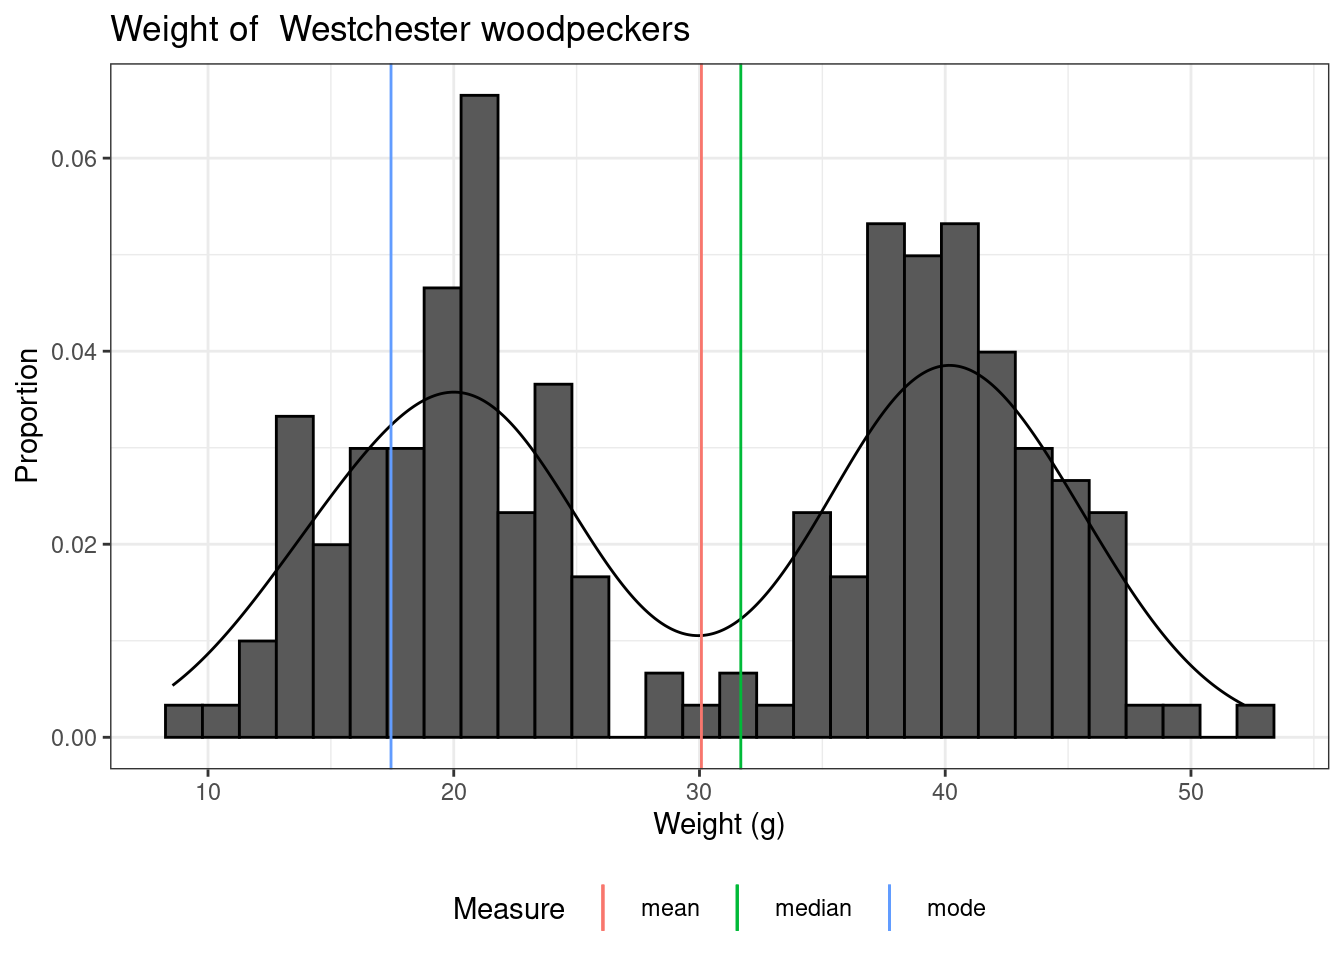 Weight of  Westchester woodpeckers
0.06
0.04
0.02
0.00
Proportion
10 20 30 40 50
Weight (g)
Measure mean median mode